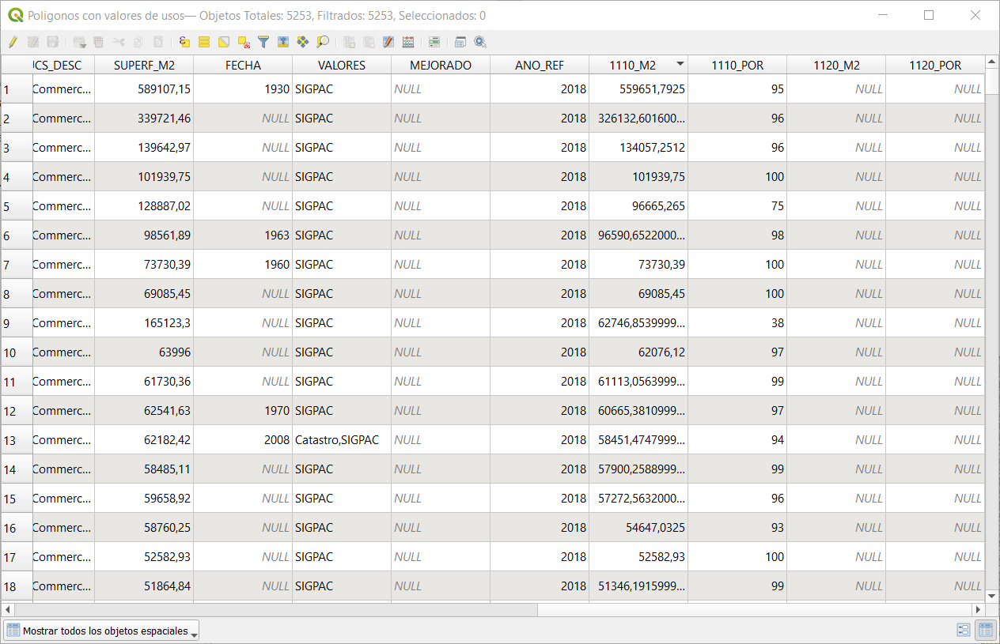 Poligonos con valores de usos— Objetos Totales: 5253, Filtrados: 5253, Seleccionados: 0
JCS_DESC SUPERF_M2 FECHA VALORES MEJORADO ANO_REF 1110_M2 1110_POR 1120_M2 1120_POR
1 Commerc... 589107,15 1930 SIGPAC NULL 2018 559651,7925 95 NULL NULL
2 Commerc... 339721,46 NULL SIGPAC NULL 2018 326132,601600... 96 NULL NULL
3 Commerc... 139642,97 NULL SIGPAC NULL 2018 134057,2512 96 NULL NULL
4 Commerc... 101939,75 NULL SIGPAC NULL 2018 101939,75 100 NULL NULL
5 Commerc... 128887,02 NULL SIGPAC NULL 2018 96665,265 75 NULL NULL
6 Commerc... 98561,89 1963 SIGPAC NULL 2018 96590,6522000... 98 NULL NULL
7 Commerc... 73730,39 1960 SIGPAC NULL 2018 73730,39 100 NULL NULL
8 Commerc... 69085,45 NULL SIGPAC NULL 2018 69085,45 100 NULL NULL
9 Commerc... 165123,3 NULL SIGPAC NULL 2018 62746,8539999... 38 NULL NULL
10 Commerc... 63996 NULL SIGPAC NULL 2018 62076,12 97 NULL NULL
11 Commerc... 61730,36 NULL SIGPAC NULL 2018 61113,0563999... 99 NULL NULL
12 Commerc... 62541,63 1970 SIGPAC NULL 2018 60665,3810999... 97 NULL NULL
13 Commerc... 62182,42 2008 Catastro,SIGPAC NULL 2018 58451,4747999... 94 NULL NULL
14 Commerc... 58485,11 NULL SIGPAC NULL 2018 57900,2588999... 99 NULL NULL
15 Commerc... 59658,92 NULL SIGPAC NULL 2018 57272,5632000... 96 NULL NULL
16 Commerc... 58760,25 NULL SIGPAC NULL 2018 54647,0325 93 NULL NULL
17 Commerc... 52582,93 NULL SIGPAC NULL 2018 52582,93 100 NULL NULL
18 Commerc... 51864,84 NULL SIGPAC NULL 2018 51346,1915999... 99 NULL NULL
Mostrar todos los objetos espaciales